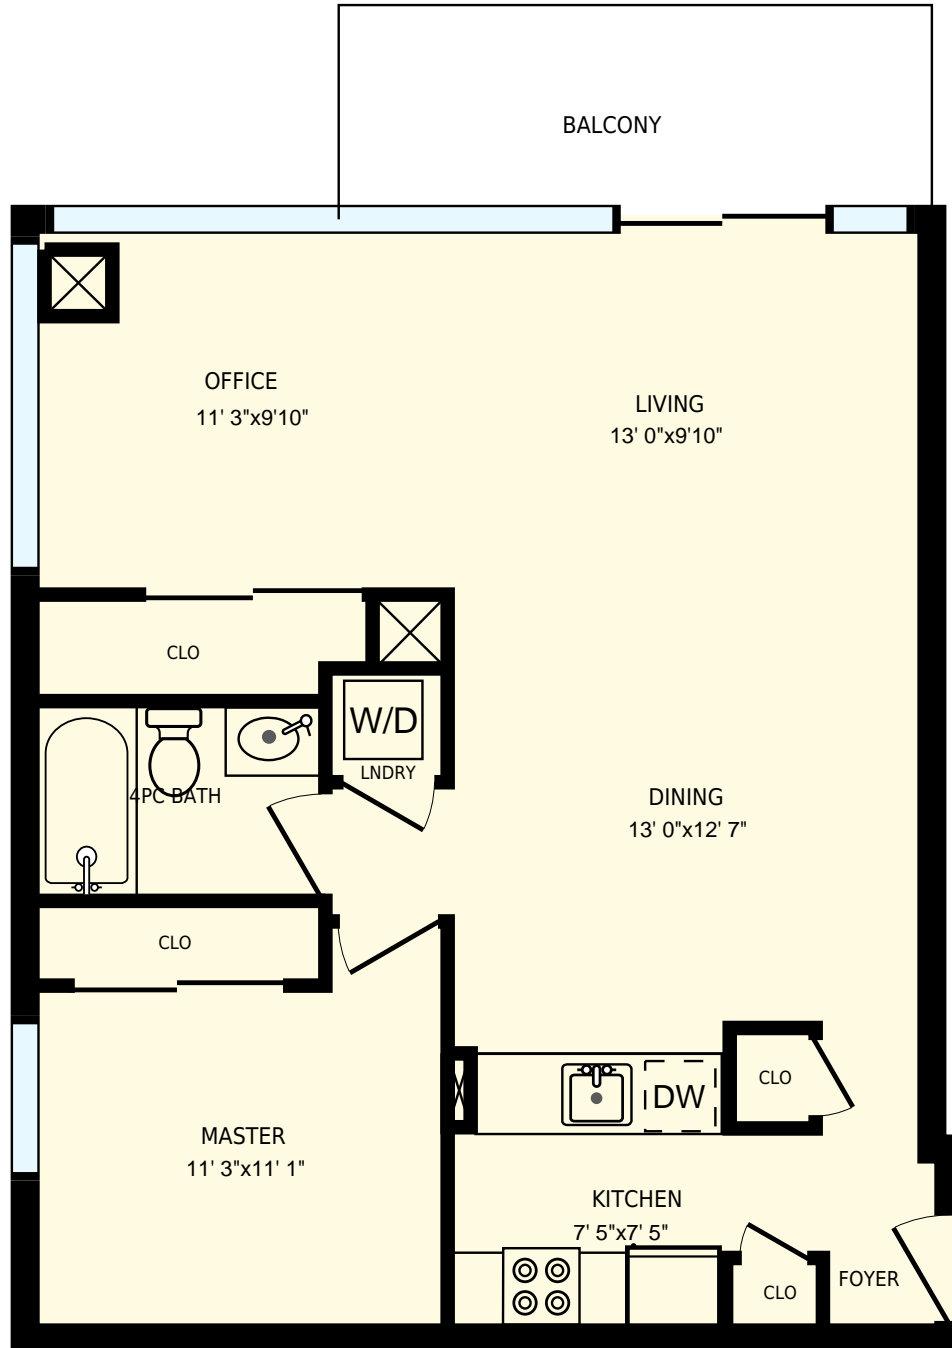 BALCONY
OFFICE
11' 3"x9'10"
LIVING
13' 0"x9'10"
CLO
W/D
LNDRY
4PC BATH
DINING
13' 0"x12' 7"
CLO
CLO
DW
MASTER
11' 3"x11' 1"
KITCHEN
7' 5"x7' 5"
FOYER
CLO